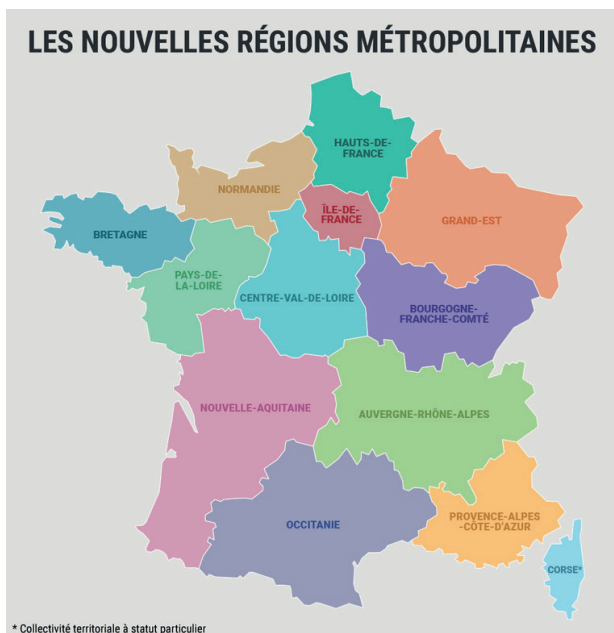 LES NOUVELLES RÉGIONS MÉTROPOLITAINES
HAUTS-DE-
FRANCE
NORMANDIE
ÎLE-DE-
FRANCE
GRAND-EST
BRETAGNE
PAYS-DE-
LA-LOIRE
CENTRE-VAL-DE-LOIRE
BOURGOGNE-
FRANCHE-COMTÉ
NOUVELLE-AQUITAINE
AUVERGNE-RHÔNE-ALPES
OCCITANIE
PROVENCE-ALPES
-CÔTE-D'AZUR
CORSE*
* Collectivité territoriale à statut particulier